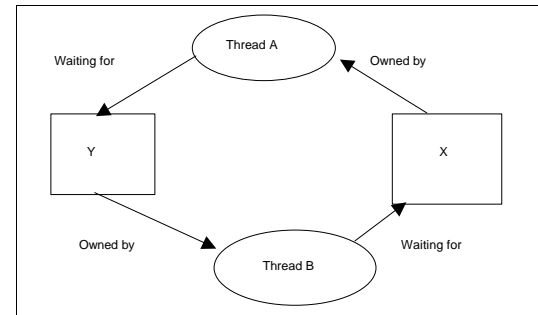 Thread A
Waiting for
Owned by
Y
X
Owned by
Waiting for
Thread B